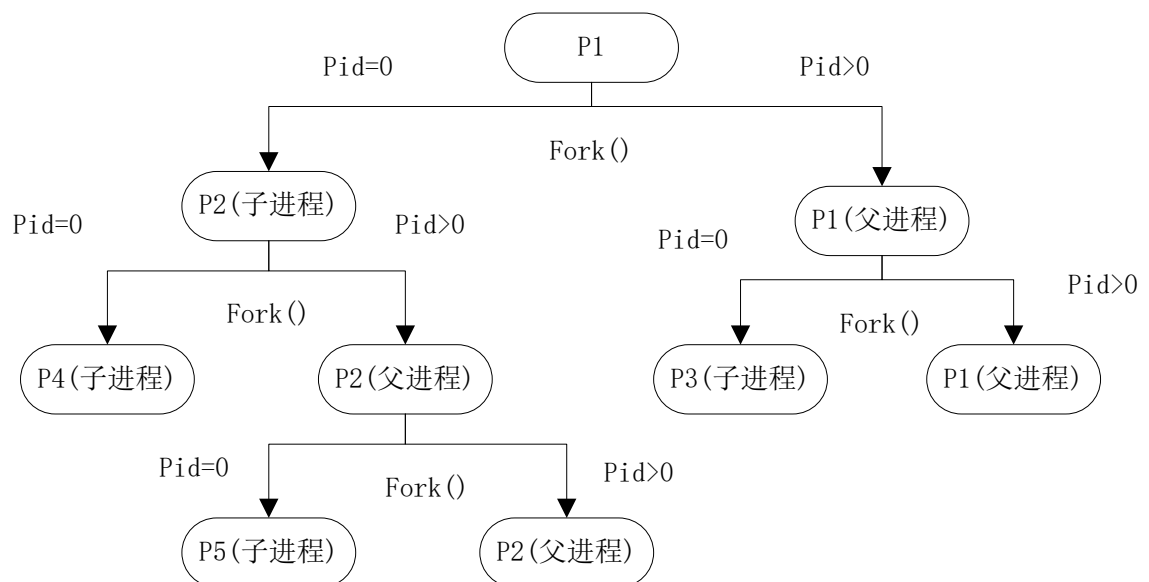 P1
Pid=0
Pid>0
Fork()
P2(子进程)
P1(父进程)
Pid=0
Pid>0
Pid=0
Pid>0
Fork()
Fork()
P4(子进程)
P2(父进程)
P3(子进程)
P1(父进程)
Pid=0
Pid>0
Fork()
P5(子进程)
P2(父进程)